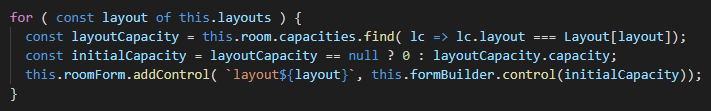 for ( const layout of this.layouts ) {
const layoutCapacity = this.room.capacities.find( lc => lc.layout === Layout[layout]);
const initialCapacity = layoutCapacity == null ? 0 : layoutCapacity.capacity;
this.roomForm.addControl( `layout${layout}`, this.formBuilder.control(initialCapacity));
}